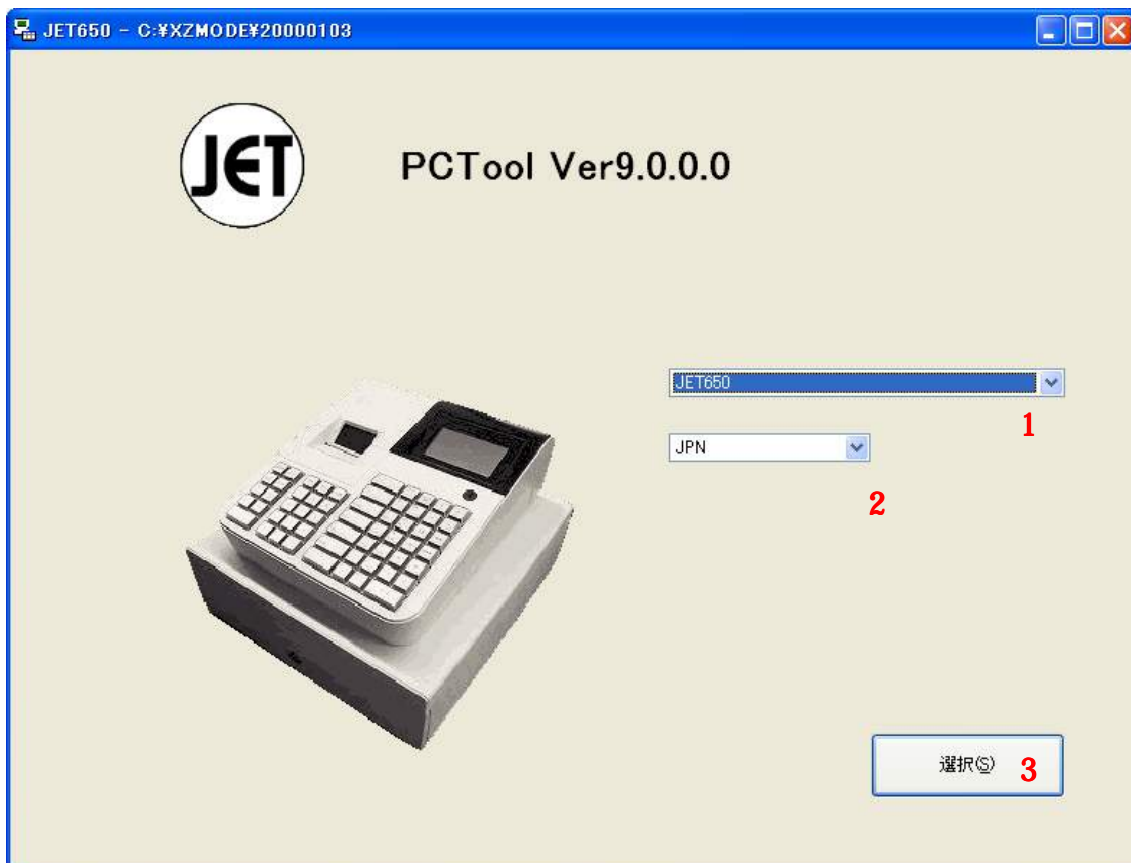 JET650 - C:¥XZMODE¥20000103
JET
PCTool Ver9.0.0.0
JET650
1
JPN
2
選択(S)
3